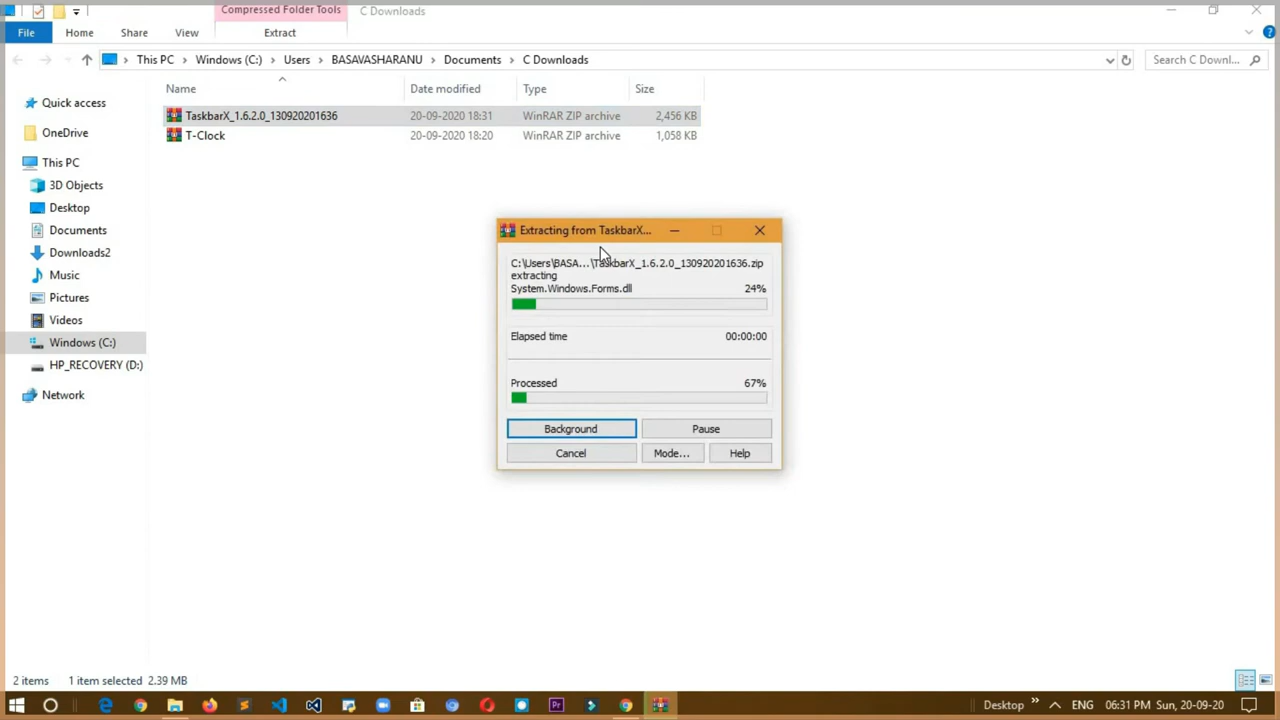 Compressed Folder Tools
C Downloads
File
Home
Share
View
Extract
This PC
Windows (C:)
Users
BASAVASHARANU
Documents
C Downloads
Search C Downl...
Name
Date modified
Type
Size
TaskbarX_1.6.2.0_130920201636
20-09-2020 18:31
WinRAR ZIP archive
2,456 KB
T-Clock
20-09-2020 18:20
WinRAR ZIP archive
1,058 KB
Quick access
OneDrive
This PC
3D Objects
Desktop
Documents
Downloads2
Music
Pictures
Videos
Windows (C:)
HP_RECOVERY (D:)
Network
Extracting from TaskbarX...
C:\Users\BASA...\TaskbarX_1.6.2.0_130920201636.zip
extracting
System.Windows.Forms.dll
24%
Elapsed time
00:00:00
Processed
67%
Background
Pause
Cancel
Mode...
Help
2 items
1 item selected
2.39 MB
Pr
Desktop
ENG
06:31 PM
Sun, 20-09-20